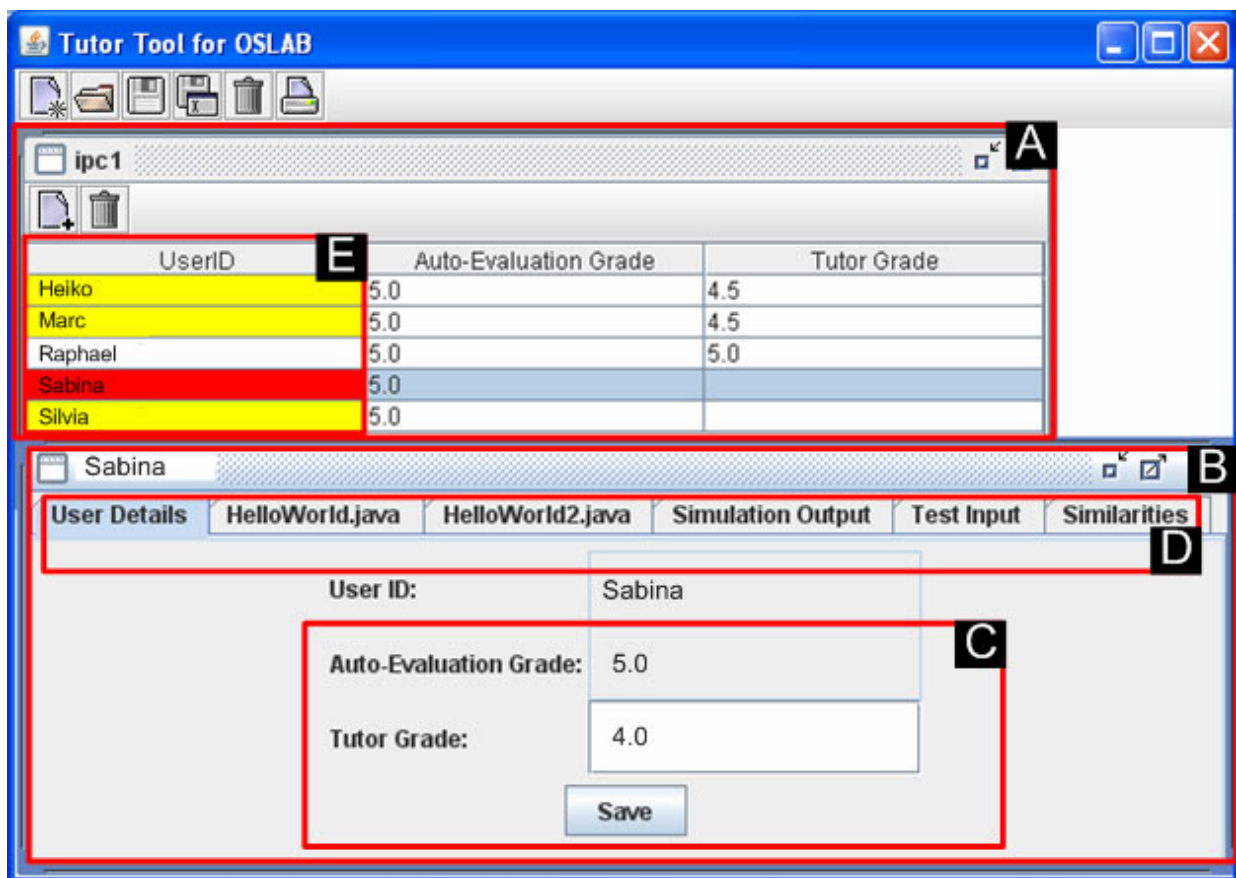 Tutor Tool for OSLAB
A
ipc1
UserID E Auto-Evaluation Grade Tutor Grade
Heiko 5.0 4.5
Marc 5.0 4.5
Raphael 5.0 5.0
Sabina 5.0
Silvia 5.0
Sabina B
User Details HelloWorld.java HelloWorld2.java Simulation Output Test Input Similarities
D
User ID: Sabina
C
Auto-Evaluation Grade: 5.0
Tutor Grade: 4.0
Save